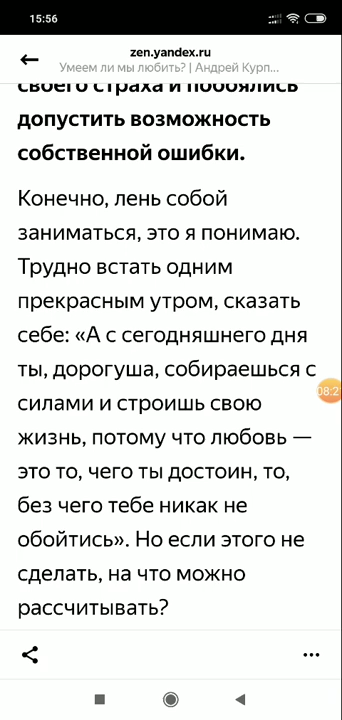 15:56
zen.yandex.ru
Умеем ли мы любить? | Андрей Курп...
своего страха и побоялись
допустить возможность
собственной ошибки.
Конечно, лень собой
заниматься, это я понимаю.
Трудно встать одним
прекрасным утром, сказать
себе: «А с сегодняшнего дня
ты, дорогуша, собираешься с
силами и строишь свою
жизнь, потому что любовь —
это то, чего ты достоин, то,
без чего тебе никак не
обойтись». Но если этого не
сделать, на что можно
рассчитывать?